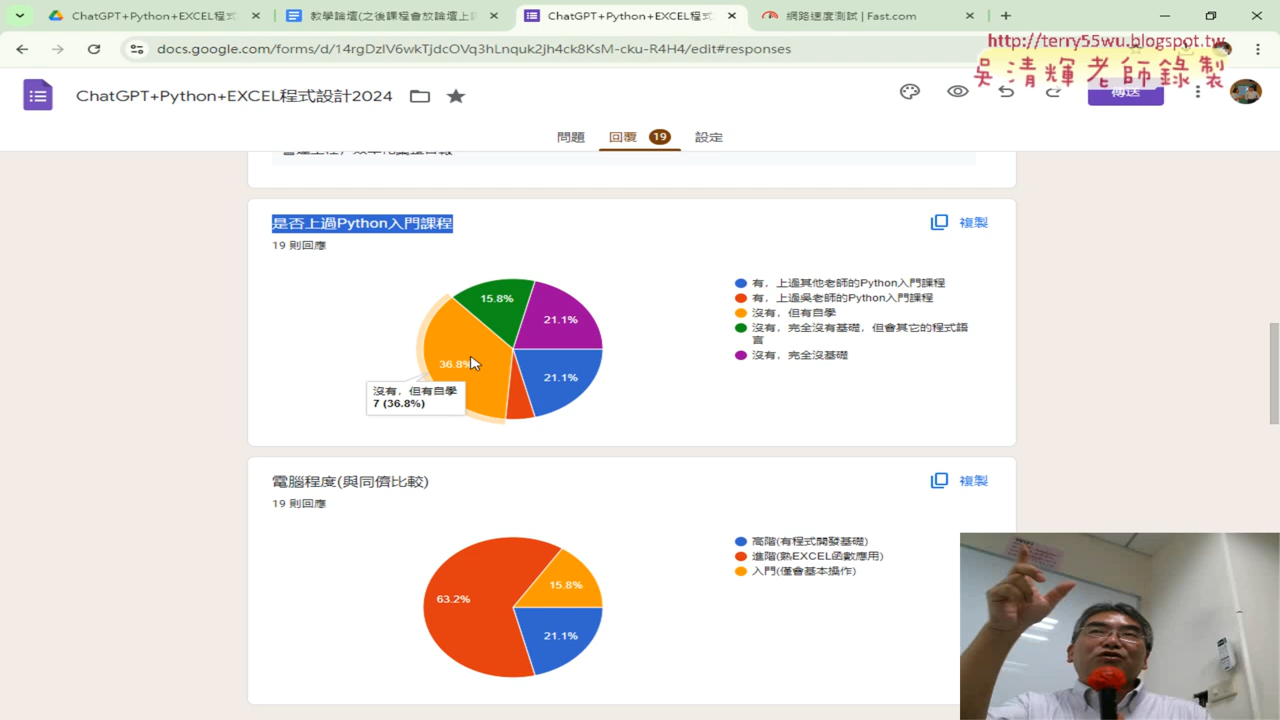 ChatGPT+Python+EXCEL程式
教學論壇(之後課程會放論壇上
ChatGPT+Python+EXCEL程式
網路速度測試 | Fast.com
docs.google.com/forms/d/14rgDzlV6wkTjdcOVq3hLnquk2Jh4ck8KsM-cku-R4H4/edit#responses
http://terry55wu.blogspot.tw
吳清輝老師錄製
ChatGPT+Python+EXCEL程式設計2024
傳送
問題
回覆 19
設定
是否上過Python入門課程
複製
19 則回應
15.8%
21.1%
36.8%
21.1%
沒有，但有自學
7 (36.8%)
有，上過其他老師的Python入門課程
有，上過吳老師的Python入門課程
沒有，但有自學
沒有，完全沒有基礎，但會其它的程式語
言
沒有，完全沒基礎
電腦程度(與同儕比較)
複製
19 則回應
63.2%
15.8%
21.1%
高階(有程式開發基礎)
進階(熟EXCEL函數應用)
入門(僅會基本操作)